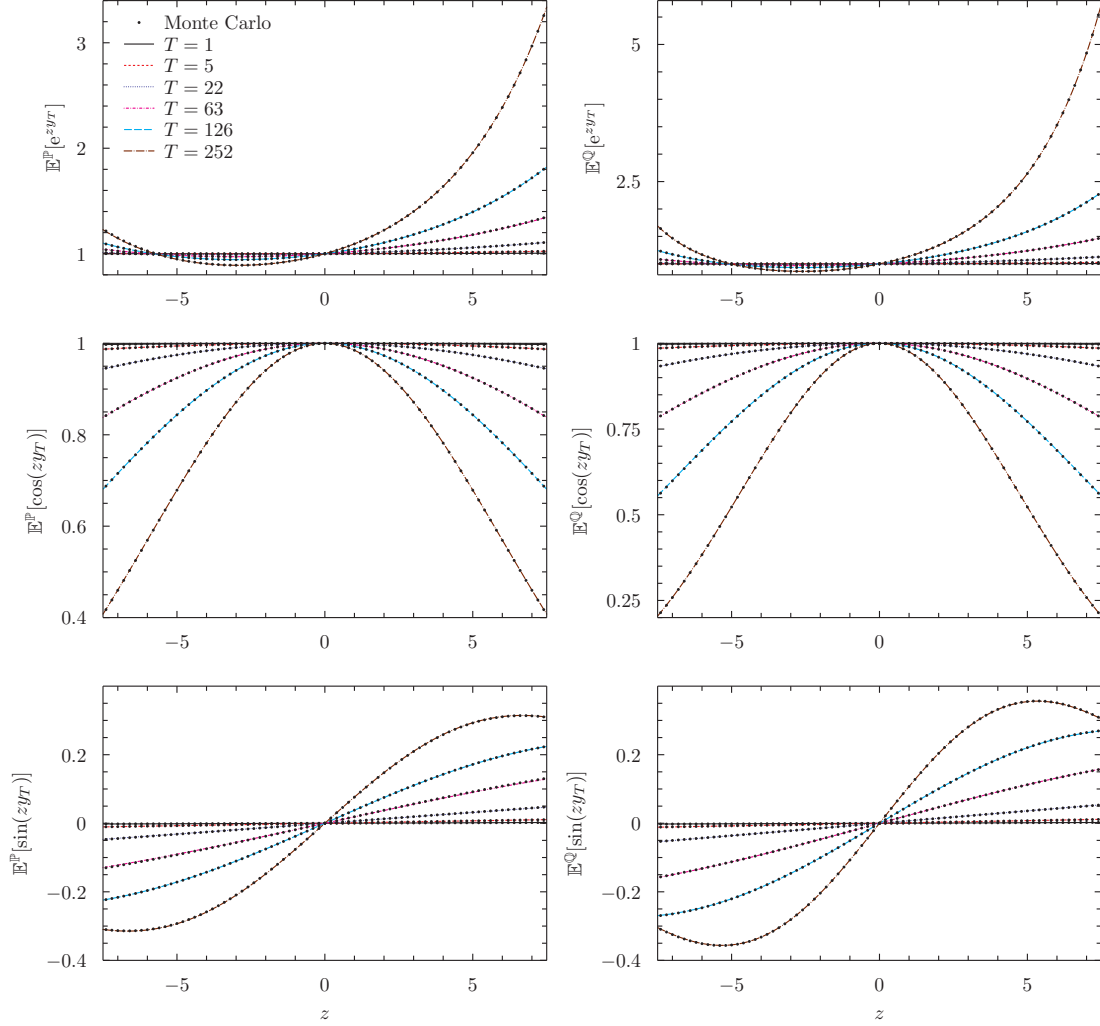 Monte Carlo
T = 1
T = 5
T = 22
T = 63
T = 126
T = 252
𝔼^ℙ[e^{zy_T}]
3
2
1
−5
0
5
𝔼^ℚ[e^{zy_T}]
5
2.5
−5
0
5
𝔼^ℙ[cos(zy_T)]
1
0.8
0.6
0.4
−5
0
5
𝔼^ℚ[cos(zy_T)]
1
0.75
0.5
0.25
−5
0
5
𝔼^ℙ[sin(zy_T)]
0.2
0
−0.2
−0.4
−5
0
5
z
𝔼^ℚ[sin(zy_T)]
0.2
0
−0.2
−0.4
−5
0
5
z